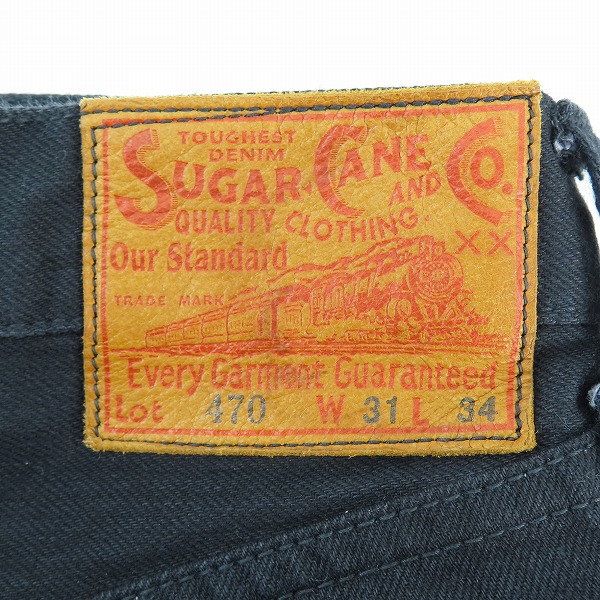 TOUGHEST
DENIM
SUGAR CANE
AND
CO.
QUALITY CLOTHING.
XX
Our Standard
TRADE MARK
Every Garment Guaranteed
Lot 470 W 31 L 34